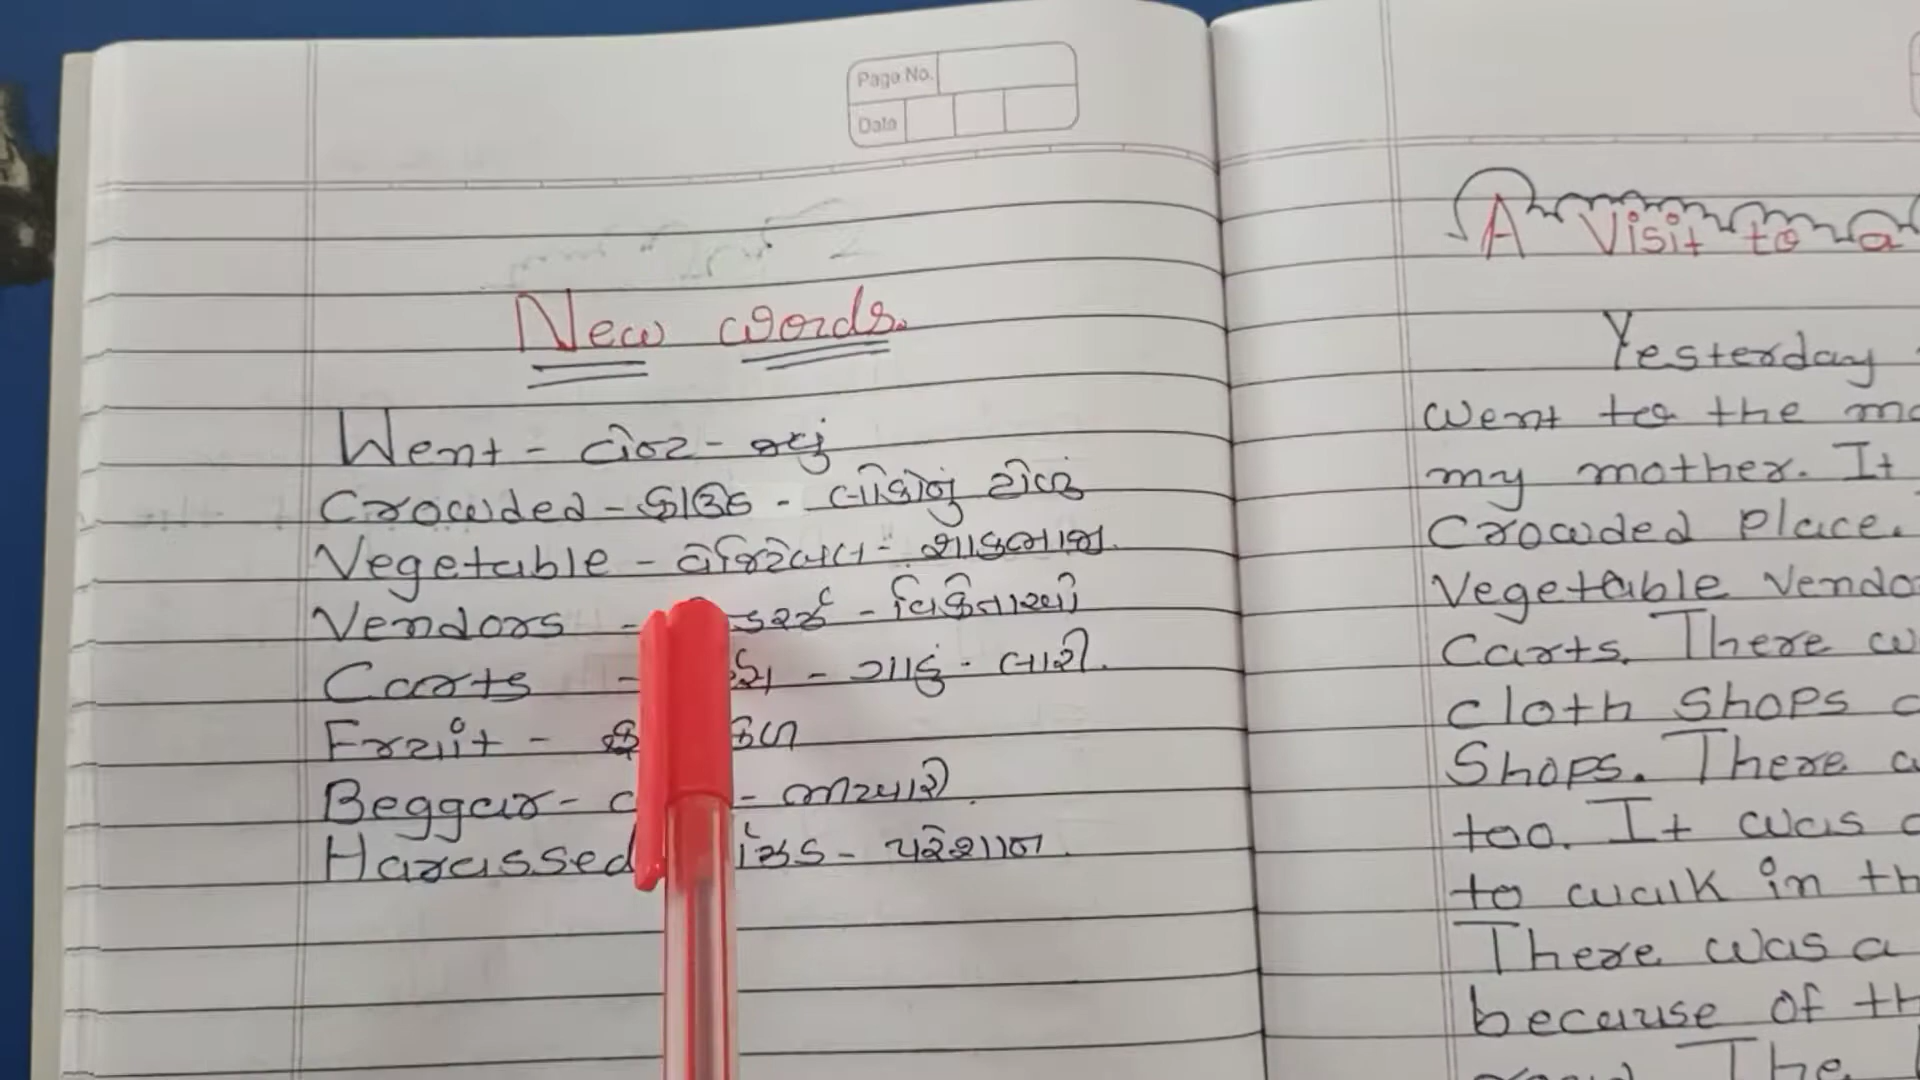 Page No.
Date
New words.
Went - વેન્ટ - ગયું
Crowded - ક્રાઉડ - લોકોનું ટોળું
Vegetable - વેજિટેબલ - શાકભાજી.
Vendors - ડર્સ - વિક્રેતાઓ
Carts - ર્ટ્સ - ગાડું - લારી.
Fruit - ફ્ ફળ
Beggar - બ - ભિખારી.
Harassed સ્ડ - પરેશાન.
A Visit to a
Yesterday
went to the
my mother. It
Crowded place.
Vegetable Vendo
Carts. There w
cloth shops
Shops. There a
too. It was
to walk in th
There was a
because of th
The